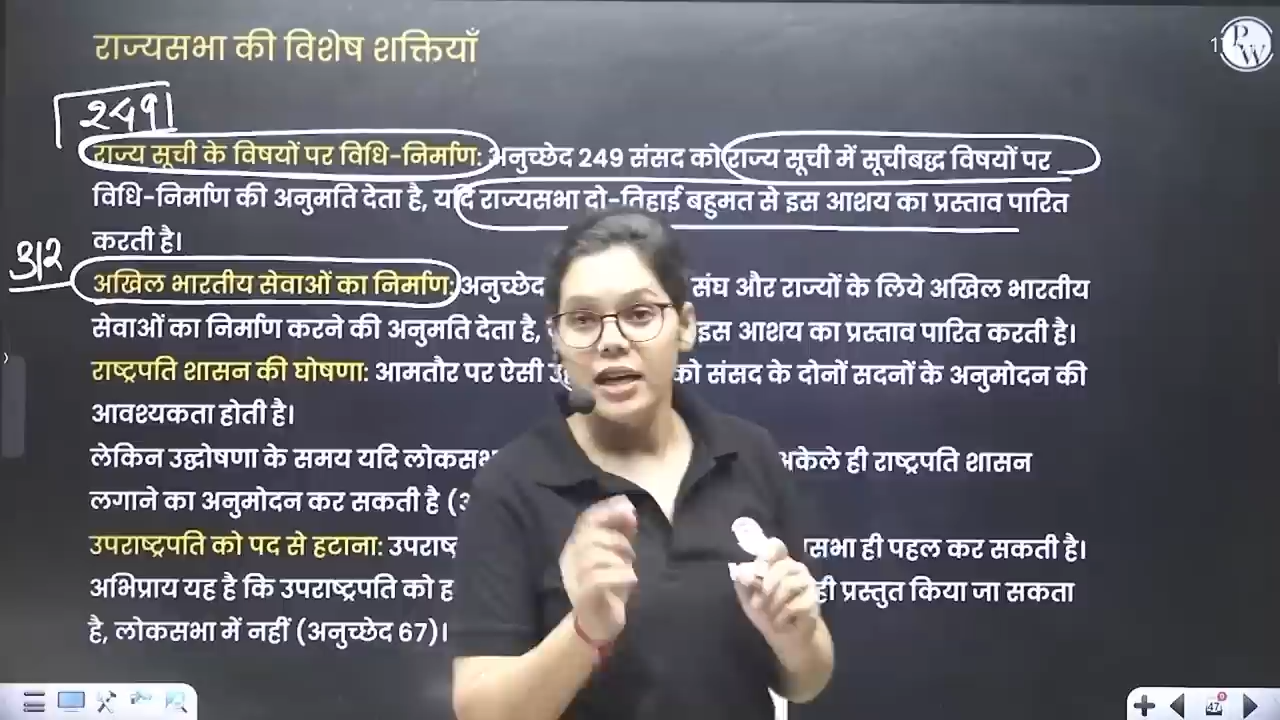 राज्यसभा की विशेष शक्तियाँ
PW
249
राज्य सूची के विषयों पर विधि-निर्माण: अनुच्छेद 249 संसद को राज्य सूची में सूचीबद्ध विषयों पर
विधि-निर्माण की अनुमति देता है, यदि राज्यसभा दो-तिहाई बहुमत से इस आशय का प्रस्ताव पारित
करती है।
312
अखिल भारतीय सेवाओं का निर्माण: अनुच्छेद संघ और राज्यों के लिये अखिल भारतीय
सेवाओं का निर्माण करने की अनुमति देता है, इस आशय का प्रस्ताव पारित करती है।
राष्ट्रपति शासन की घोषणा: आमतौर पर ऐसी को संसद के दोनों सदनों के अनुमोदन की
आवश्यकता होती है।
लेकिन उद्घोषणा के समय यदि अकेले ही राष्ट्रपति शासन
लगाने का अनुमोदन कर सकती है
उपराष्ट्रपति को पद से हटाना: ही पहल कर सकती है।
अभिप्राय यह है कि उपराष्ट्रपति को ही प्रस्तुत किया जा सकता
है, लोकसभा में नहीं (अनुच्छेद 67)।
47